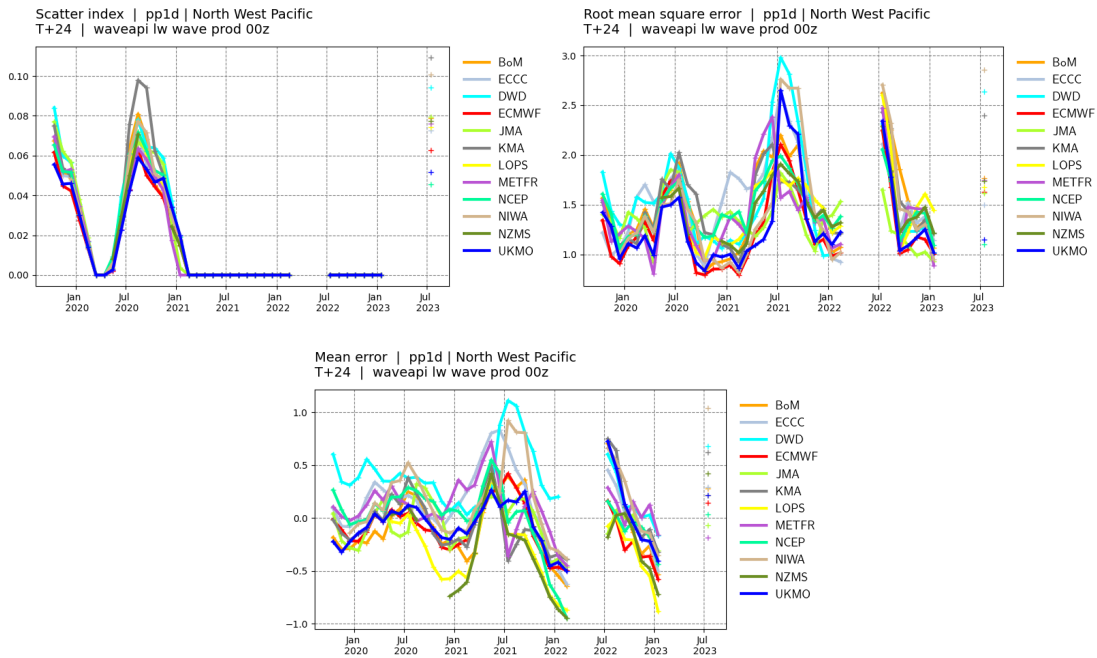 Scatter index | pp1d | North West Pacific
T+24 | waveapi lw wave prod 00z
0.10
0.08
0.06
0.04
0.02
0.00
Jan
2020
Jul
2020
Jan
2021
Jul
2021
Jan
2022
Jul
2022
Jan
2023
Jul
2023
BoM
ECCC
DWD
ECMWF
JMA
KMA
LOPS
METFR
NCEP
NIWA
NZMS
UKMO
Root mean square error | pp1d | North West Pacific
T+24 | waveapi lw wave prod 00z
3.0
2.5
2.0
1.5
1.0
Jan
2020
Jul
2020
Jan
2021
Jul
2021
Jan
2022
Jul
2022
Jan
2023
Jul
2023
BoM
ECCC
DWD
ECMWF
JMA
KMA
LOPS
METFR
NCEP
NIWA
NZMS
UKMO
Mean error | pp1d | North West Pacific
T+24 | waveapi lw wave prod 00z
1.0
0.5
0.0
−0.5
−1.0
Jan
2020
Jul
2020
Jan
2021
Jul
2021
Jan
2022
Jul
2022
Jan
2023
Jul
2023
BoM
ECCC
DWD
ECMWF
JMA
KMA
LOPS
METFR
NCEP
NIWA
NZMS
UKMO